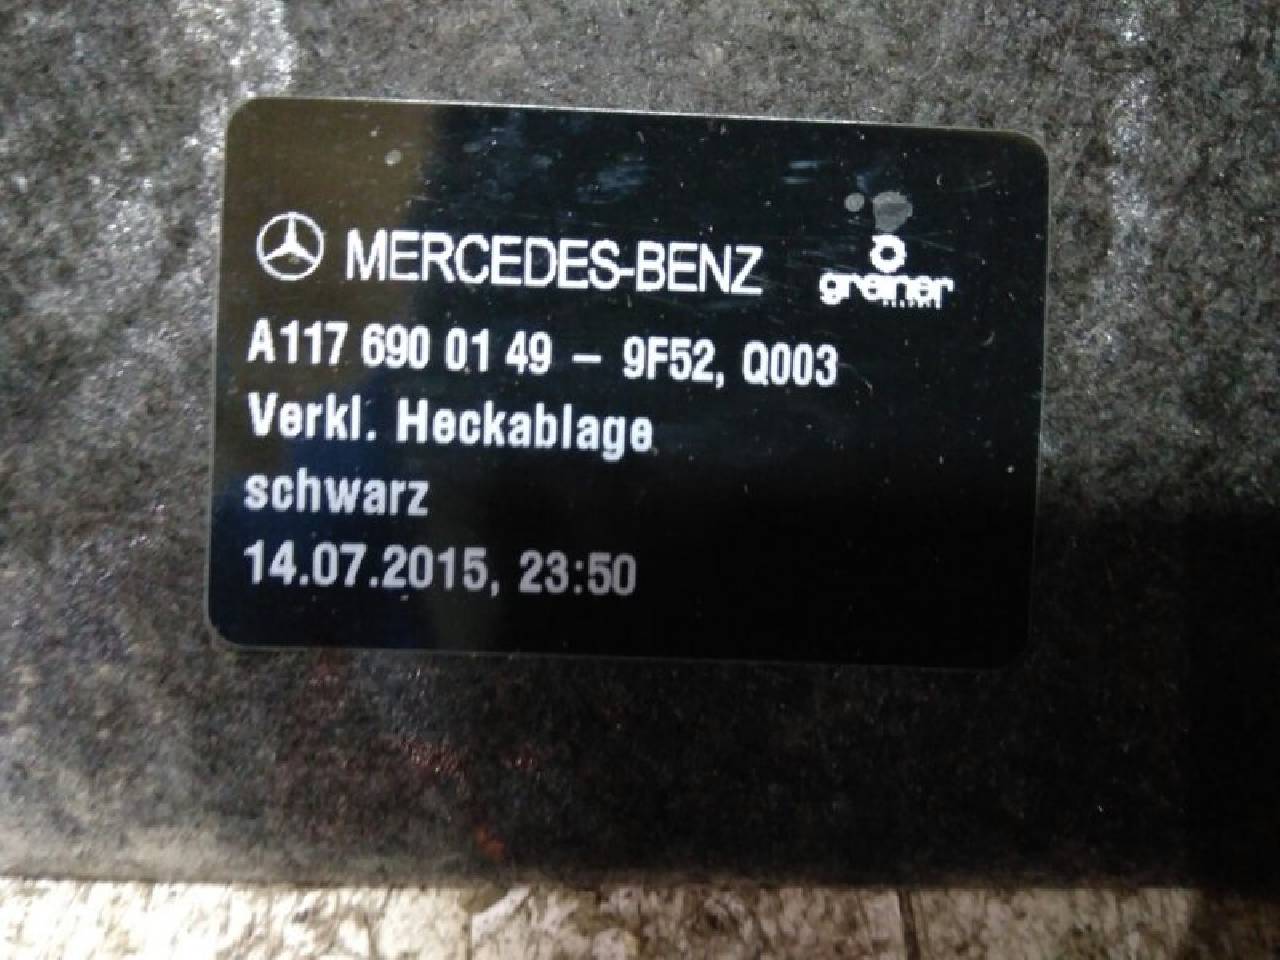 MERCEDES-BENZ greiner
A117 690 01 49 – 9F52, Q003
Verkl. Heckablage
schwarz
14.07.2015, 23:50